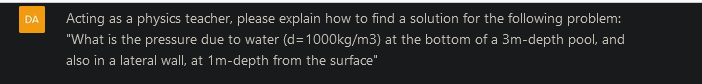 DA
Acting as a physics teacher, please explain how to find a solution for the following problem:
"What is the pressure due to water (d=1000kg/m3) at the bottom of a 3m-depth pool, and
also in a lateral wall, at 1m-depth from the surface"